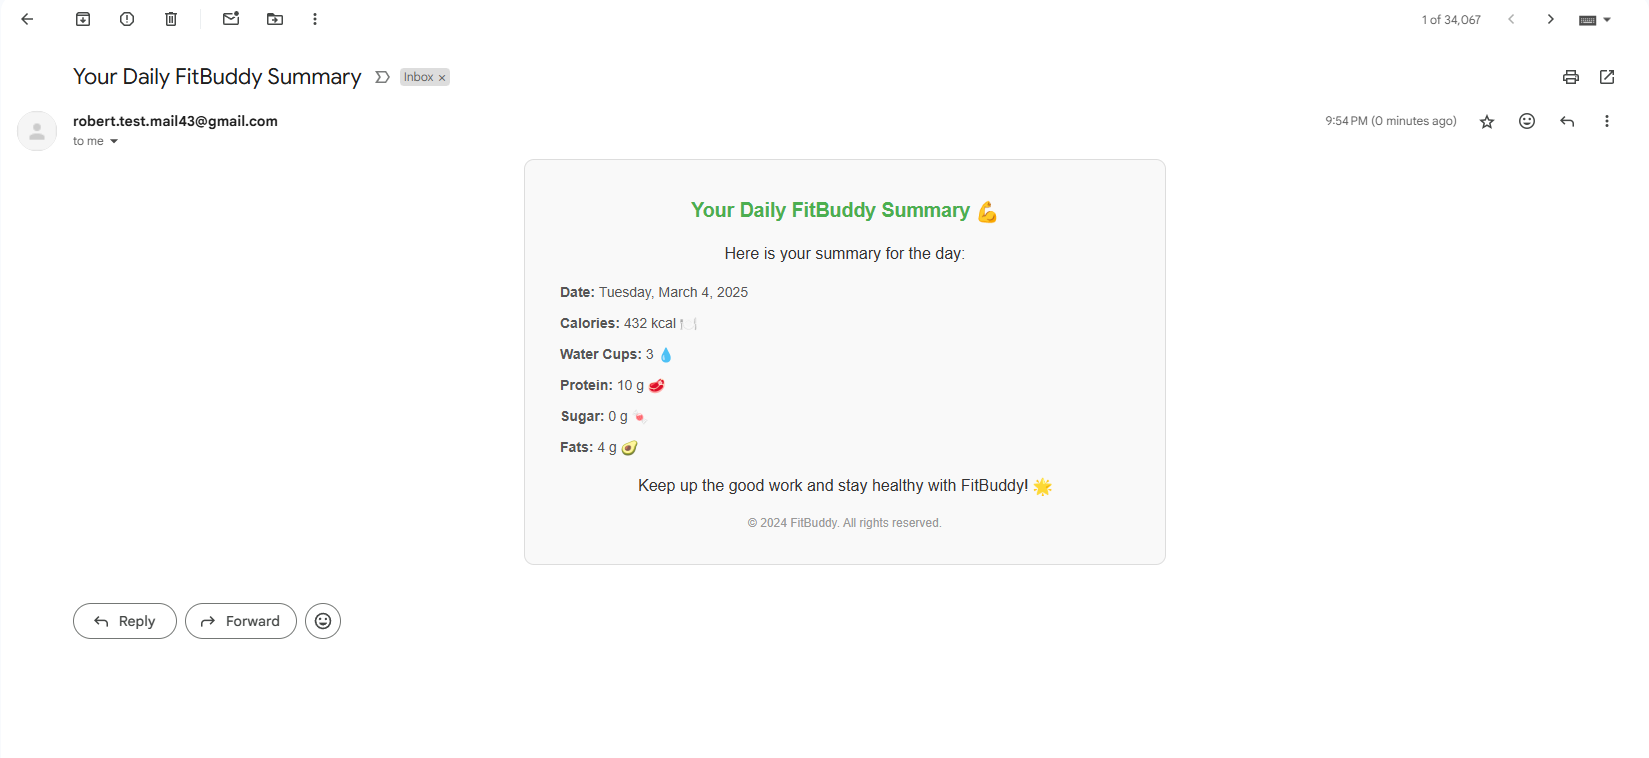 1 of 34,067
Your Daily FitBuddy Summary
Inbox ×
robert.test.mail43@gmail.com
9:54 PM (0 minutes ago)
to me
Your Daily FitBuddy Summary 💪
Here is your summary for the day:
Date: Tuesday, March 4, 2025
Calories: 432 kcal 🍽️
Water Cups: 3 💧
Protein: 10 g 🥩
Sugar: 0 g 🍬
Fats: 4 g 🥑
Keep up the good work and stay healthy with FitBuddy! 🌟
© 2024 FitBuddy. All rights reserved.
Reply
Forward